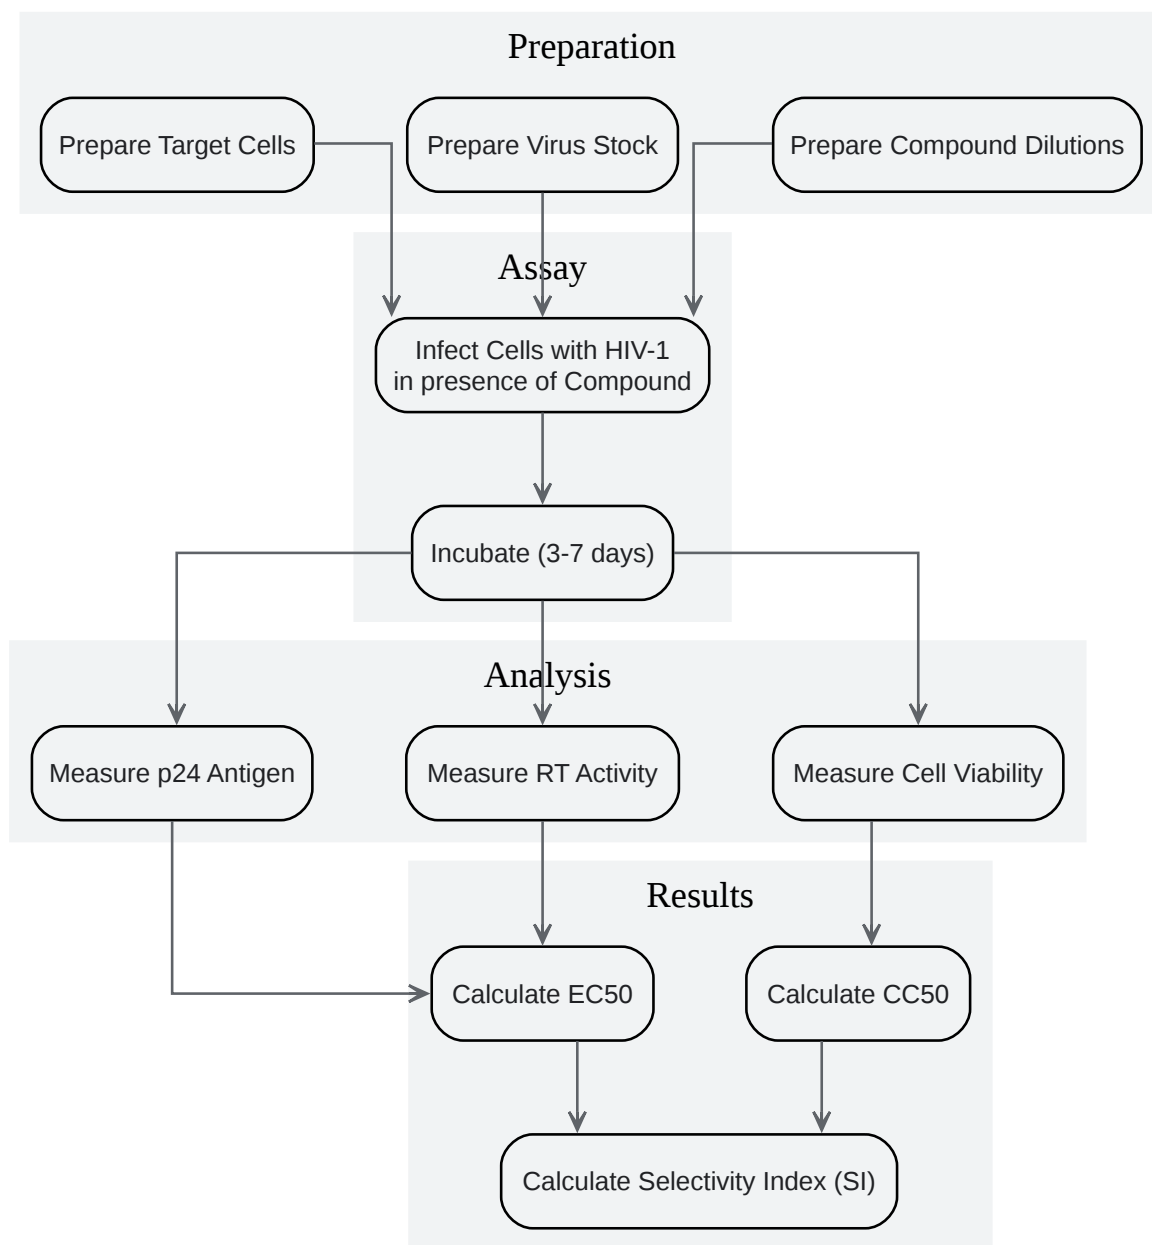 Preparation
Prepare Target Cells
Prepare Virus Stock
Prepare Compound Dilutions
Assay
Infect Cells with HIV-1
in presence of Compound
Incubate (3-7 days)
Analysis
Measure p24 Antigen
Measure RT Activity
Measure Cell Viability
Results
Calculate EC50
Calculate CC50
Calculate Selectivity Index (SI)